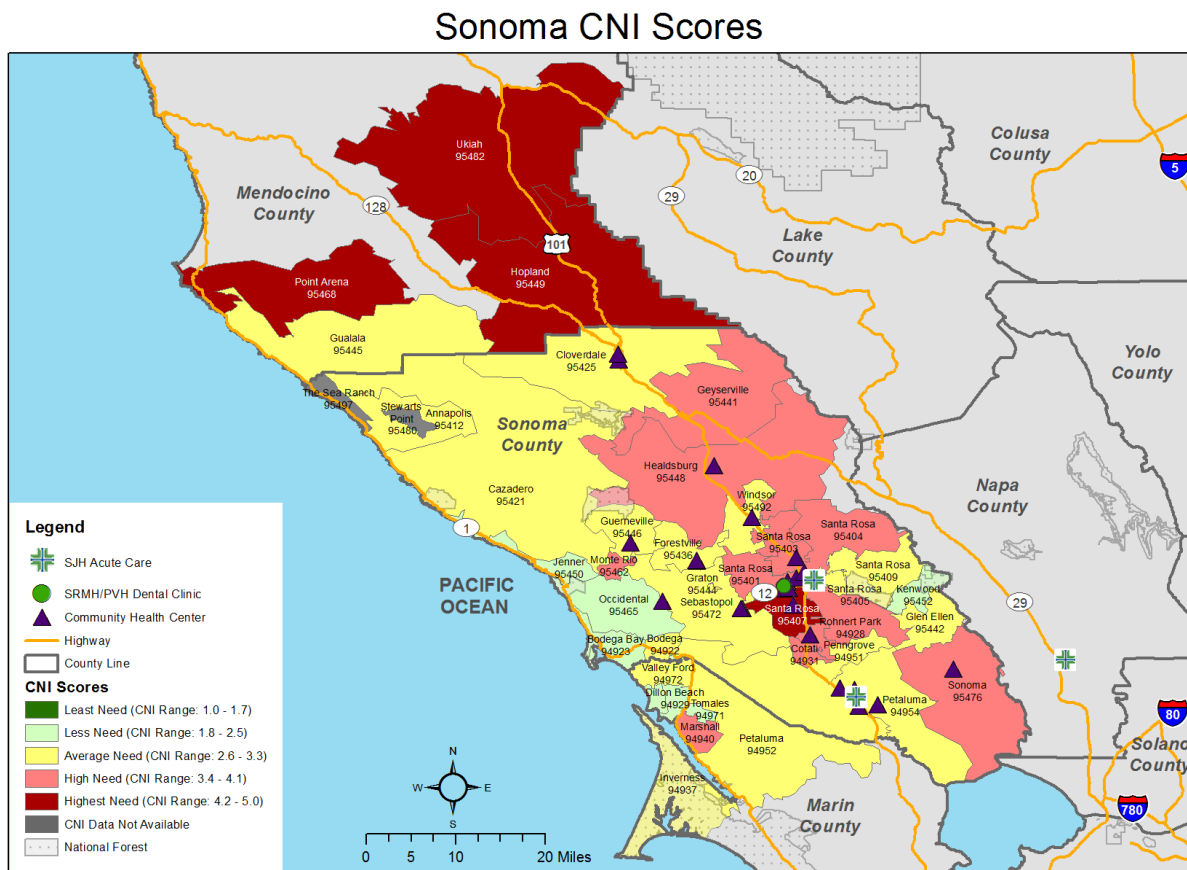 Sonoma CNI Scores
Colusa
County
5
Ukiah
95482
Mendocino
County
20
29
128
Lake
County
101
Hopland
95449
Point Arena
95468
Gualala
95445
Yolo
County
Cloverdale
95425
Geyserville
95441
The Sea Ranch
95497
Stewarts
Point
95480
Annapolis
95412
Sonoma
County
Healdsburg
95448
Napa
County
Cazadero
95421
Windsor
95492
Guerneville
95446
Santa Rosa
95404
Santa Rosa
95403
Forestville
95436
1
Jenner
95450
Monte Rio
95462
Santa Rosa
95401
Santa Rosa
95409
Graton
95444
Santa Rosa
95405
Kenwood
95452
PACIFIC
OCEAN
Occidental
95465
Sebastopol
95472
12
Santa Rosa
95407
29
Rohnert Park
94928
Glen Ellen
95442
Bodega Bay
94923
Bodega
94922
Cotati
94931
Penngrove
94951
Valley Ford
94972
Sonoma
95476
Dillon Beach
94929
Tomales
94971
Petaluma
94954
Marshall
94940
Petaluma
94952
80
Solano
County
Inverness
94937
Marin
County
780
Legend
SJH Acute Care
SRMH/PVH Dental Clinic
Community Health Center
Highway
County Line
CNI Scores
Least Need (CNI Range: 1.0 - 1.7)
Less Need (CNI Range: 1.8 - 2.5)
Average Need (CNI Range: 2.6 - 3.3)
High Need (CNI Range: 3.4 - 4.1)
Highest Need (CNI Range: 4.2 - 5.0)
CNI Data Not Available
National Forest
N
W
E
S
0 5 10 20 Miles